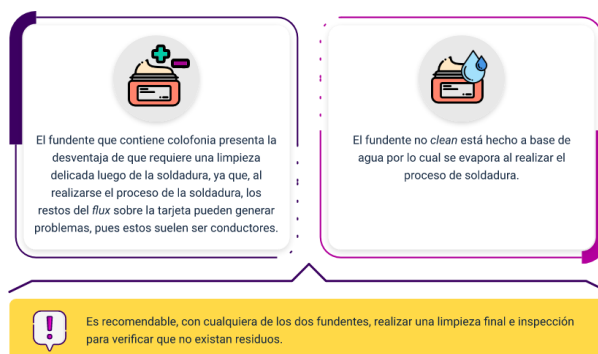 El fundente que contiene colofonia presenta la
desventaja de que requiere una limpieza
delicada luego de la soldadura, ya que, al
realizarse el proceso de la soldadura, los
restos del flux sobre la tarjeta pueden generar
problemas, pues estos suelen ser conductores.
El fundente no clean está hecho a base de
agua por lo cual se evapora al realizar el
proceso de soldadura.
Es recomendable, con cualquiera de los dos fundentes, realizar una limpieza final e inspección
para verificar que no existan residuos.